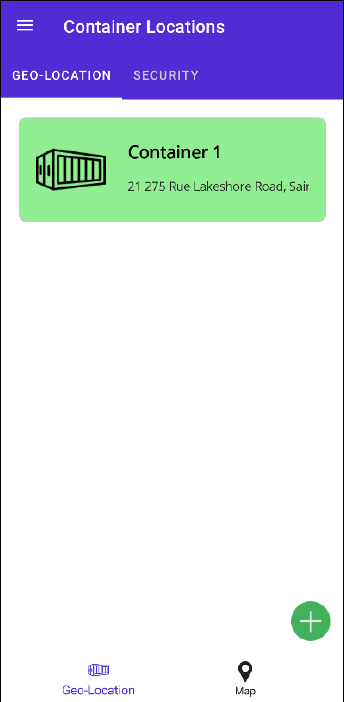 Container Locations
GEO-LOCATION SECURITY
Container 1
21 275 Rue Lakeshore Road, Sair
Geo-Location Map